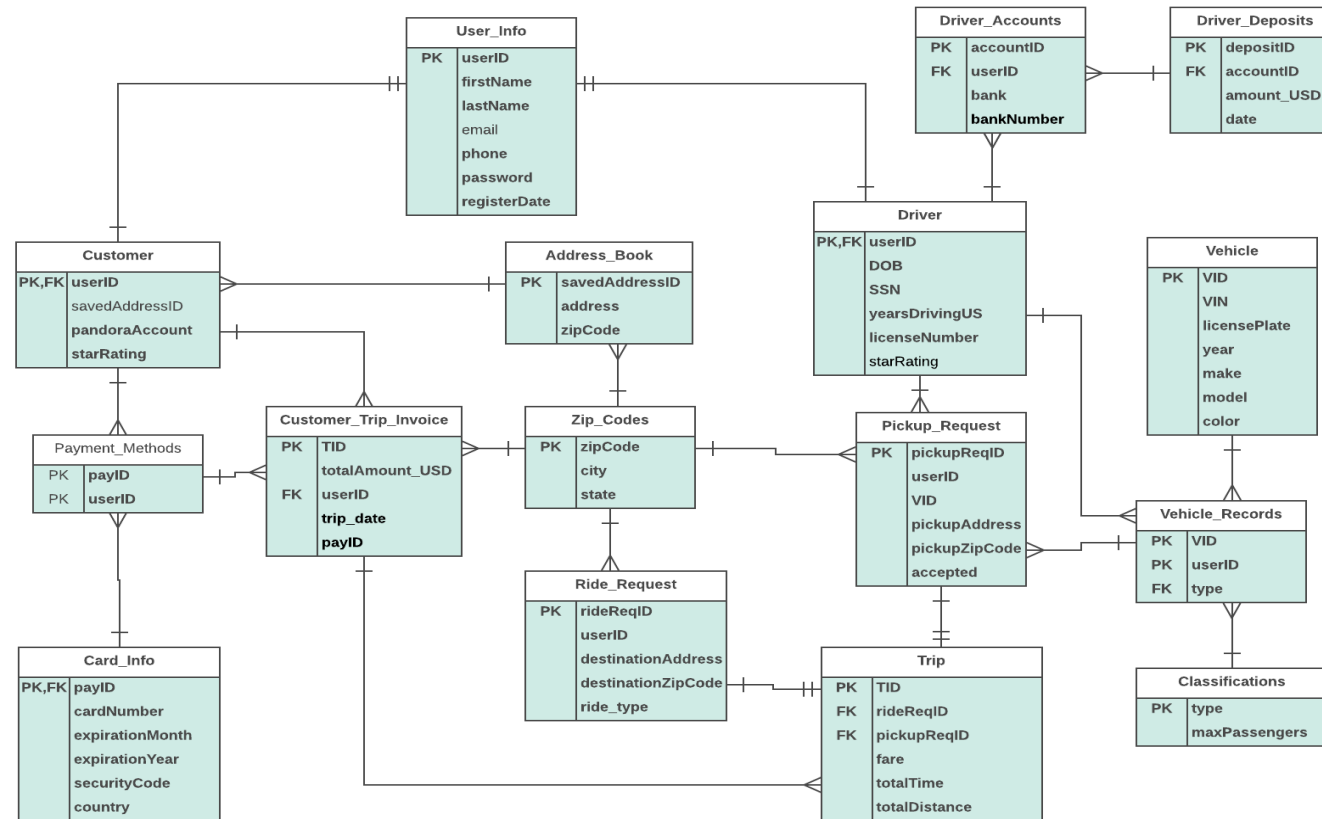 User_Info
PK userID
firstName
lastName
email
phone
password
registerDate
Driver_Accounts
PK accountID
FK userID
bank
bankNumber
Driver_Deposits
PK depositID
FK accountID
amount_USD
date
Customer
PK,FK userID
savedAddressID
pandoraAccount
starRating
Address_Book
PK savedAddressID
address
zipCode
Driver
PK,FK userID
DOB
SSN
yearsDrivingUS
licenseNumber
starRating
Vehicle
PK VID
VIN
licensePlate
year
make
model
color
Payment_Methods
PK payID
PK userID
Customer_Trip_Invoice
PK TID
totalAmount_USD
FK userID
trip_date
payID
Zip_Codes
PK zipCode
city
state
Pickup_Request
PK pickupReqID
userID
VID
pickupAddress
pickupZipCode
accepted
Vehicle_Records
PK VID
PK userID
FK type
Ride_Request
PK rideReqID
userID
destinationAddress
destinationZipCode
ride_type
Card_Info
PK,FK payID
cardNumber
expirationMonth
expirationYear
securityCode
country
Trip
PK TID
FK rideReqID
FK pickupReqID
fare
totalTime
totalDistance
Classifications
PK type
maxPassengers